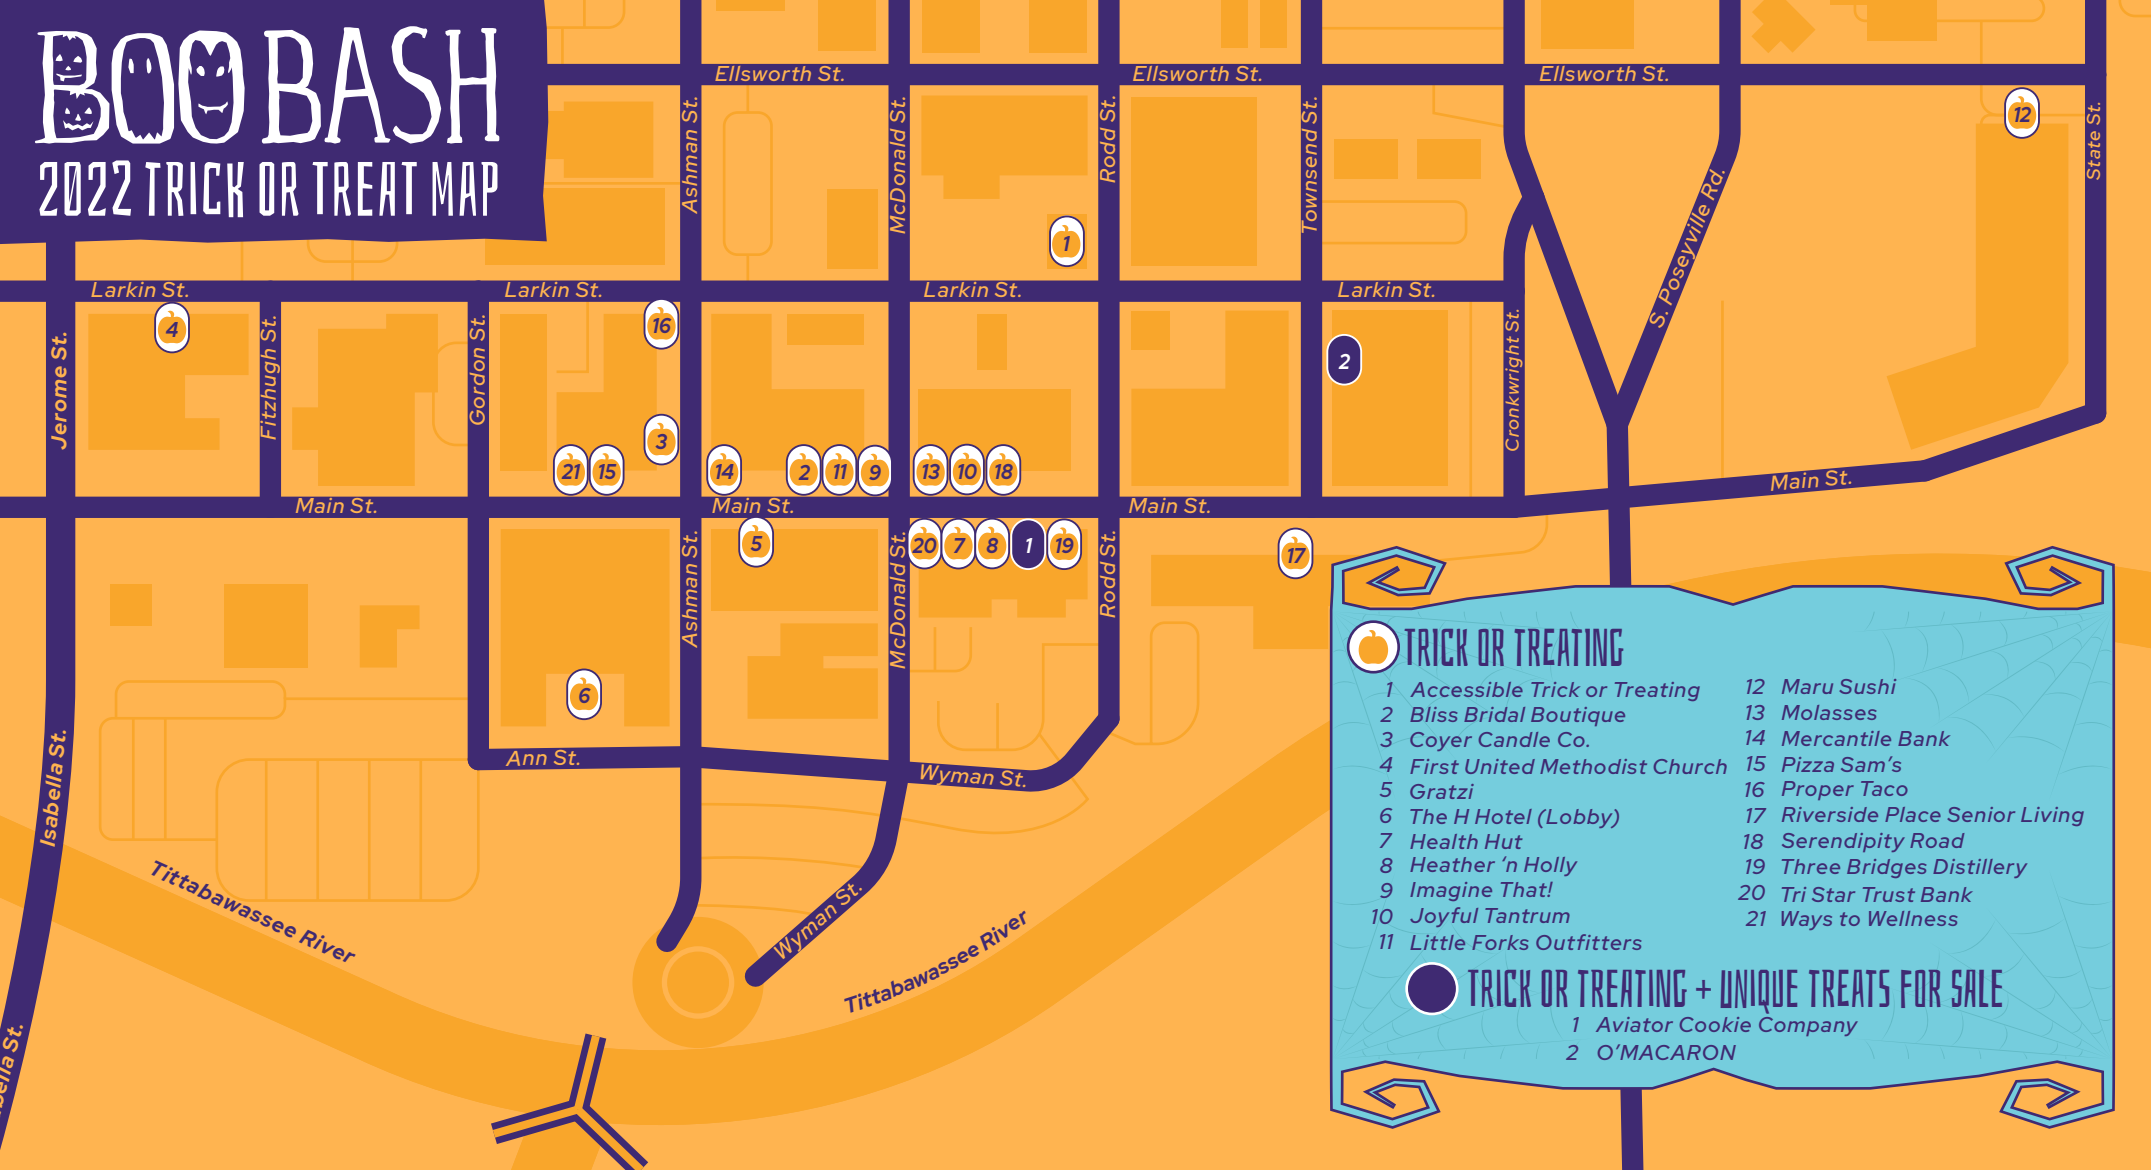 BOO BASH
2022 TRICK OR TREAT MAP
Ellsworth St.
Ellsworth St.
Ellsworth St.
Ashman St.
McDonald St.
Rodd St.
Townsend St.
S. Poseyville Rd.
State St.
12
1
Larkin St.
Larkin St.
Larkin St.
Larkin St.
4
16
2
Jerome St.
Fitzhugh St.
Gordon St.
Cronkwright St.
3
21
15
14
2
11
9
13
10
18
Main St.
Main St.
Main St.
Main St.
5
20
7
8
1
19
17
Ashman St.
McDonald St.
Rodd St.
6
Ann St.
Wyman St.
Isabella St.
Wyman St.
Tittabawassee River
Tittabawassee River
bella St.
TRICK OR TREATING
1 Accessible Trick or Treating
2 Bliss Bridal Boutique
3 Coyer Candle Co.
4 First United Methodist Church
5 Gratzi
6 The H Hotel (Lobby)
7 Health Hut
8 Heather ‘n Holly
9 Imagine That!
10 Joyful Tantrum
11 Little Forks Outfitters
12 Maru Sushi
13 Molasses
14 Mercantile Bank
15 Pizza Sam’s
16 Proper Taco
17 Riverside Place Senior Living
18 Serendipity Road
19 Three Bridges Distillery
20 Tri Star Trust Bank
21 Ways to Wellness
TRICK OR TREATING + UNIQUE TREATS FOR SALE
1 Aviator Cookie Company
2 O’MACARON